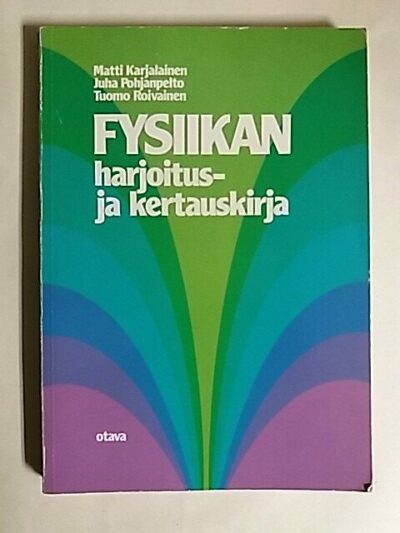 Matti Karjalainen
Juha Pohjanpelto
Tuomo Roivainen
FYSIIKAN
harjoitus-
ja kertauskirja
otava